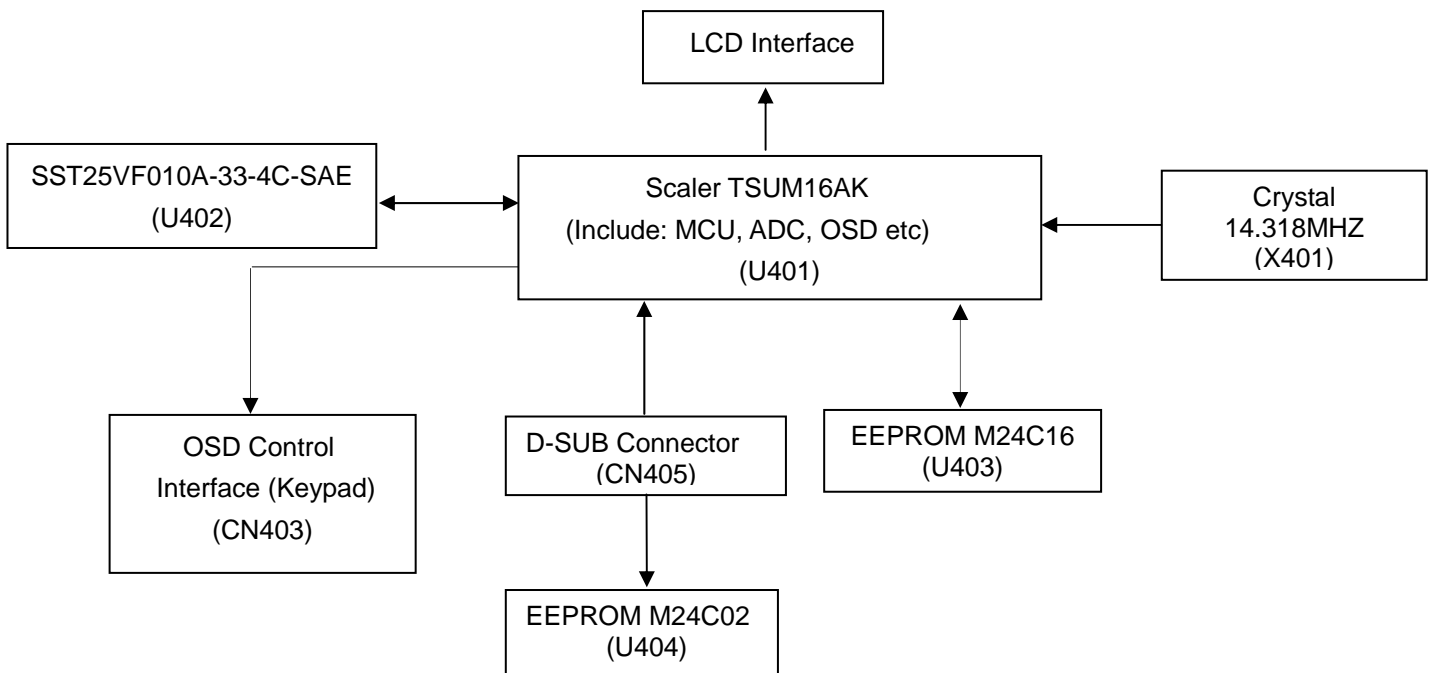 LCD Interface
SST25VF010A-33-4C-SAE
(U402)
Scaler TSUM16AK
(Include: MCU, ADC, OSD etc)
(U401)
Crystal
14.318MHZ
(X401)
OSD Control
Interface (Keypad)
(CN403)
D-SUB Connector
(CN405)
EEPROM M24C16
(U403)
EEPROM M24C02
(U404)